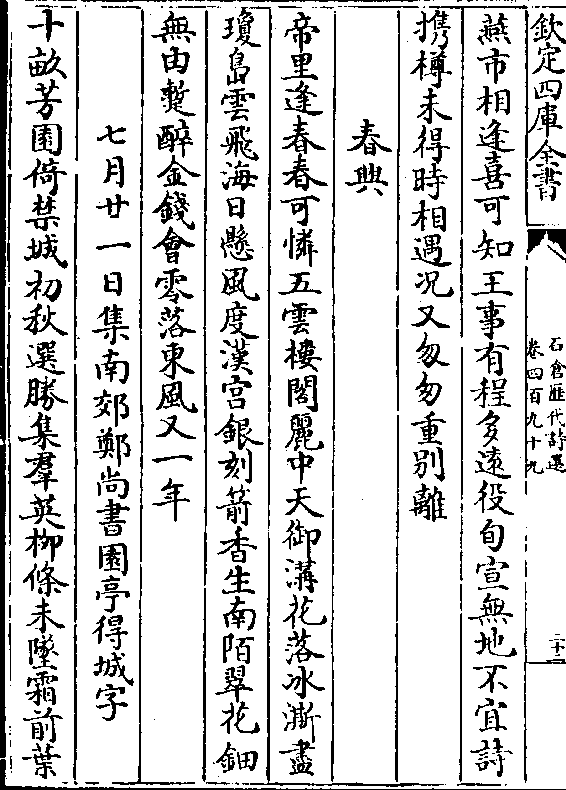 欽定四庫全書
石倉歷代詩選
卷四百九十九
二十一
燕市相逢喜可知王事有程多遠役旬宣無地不宜詩
携樽未得時相遇况又匆匆重别離
春興
帝里逢春春可憐五雲樓閣麗中天御溝花落冰澌盡
瓊島雲飛海日懸風度漢宫銀刻箭香生南陌翠花鈿
無由蹔醉金錢會零落東風又一年
七月廿一日集南郊鄭尚書園亭得城字
十畝芳園倚禁城初秋選勝集羣英栁條未墜霜前葉